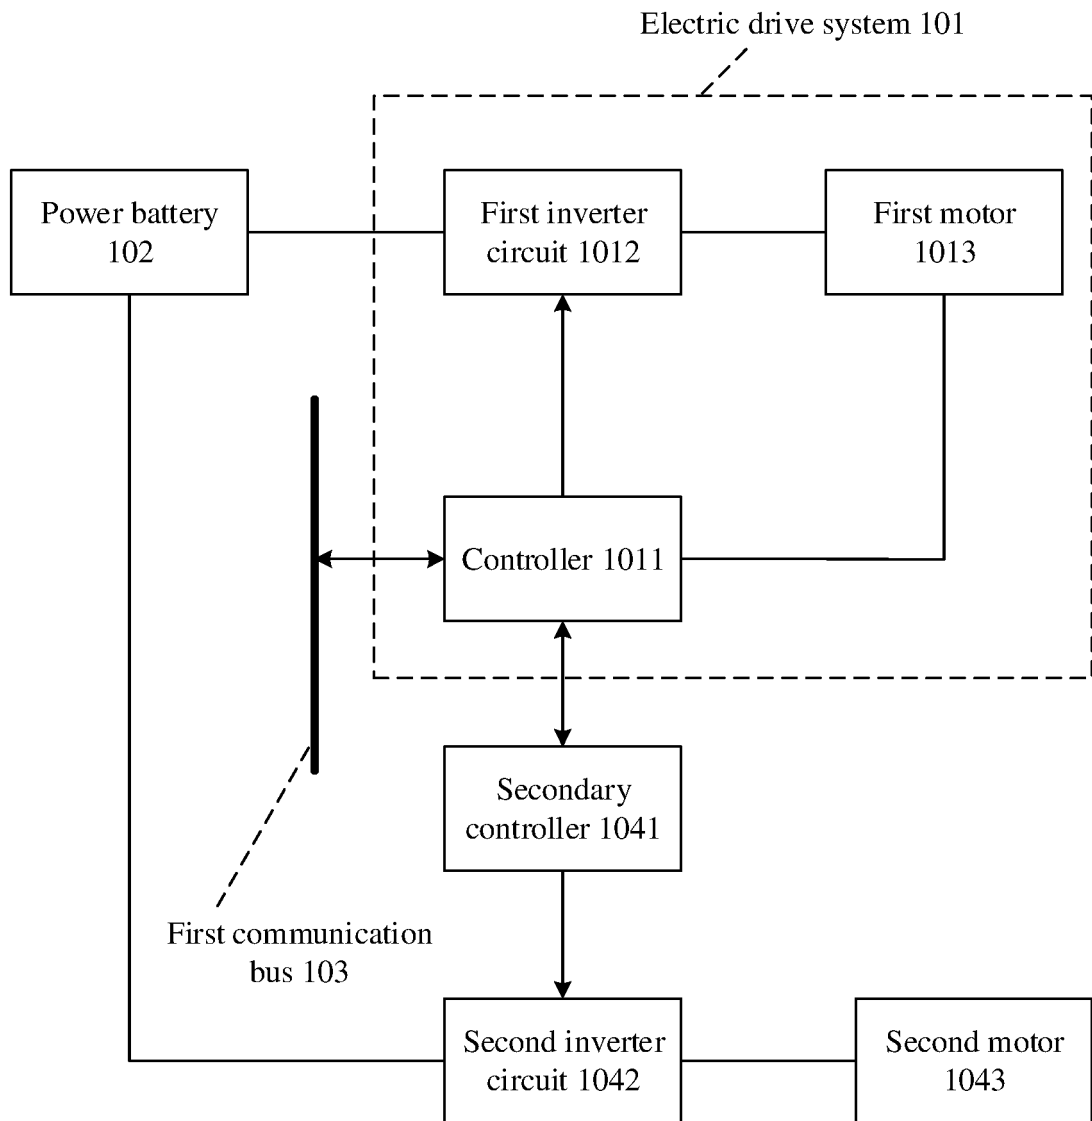 Electric drive system 101
Power battery
102
First inverter
circuit 1012
First motor
1013
Controller 1011
Secondary
controller 1041
First communication
bus 103
Second inverter
circuit 1042
Second motor
1043